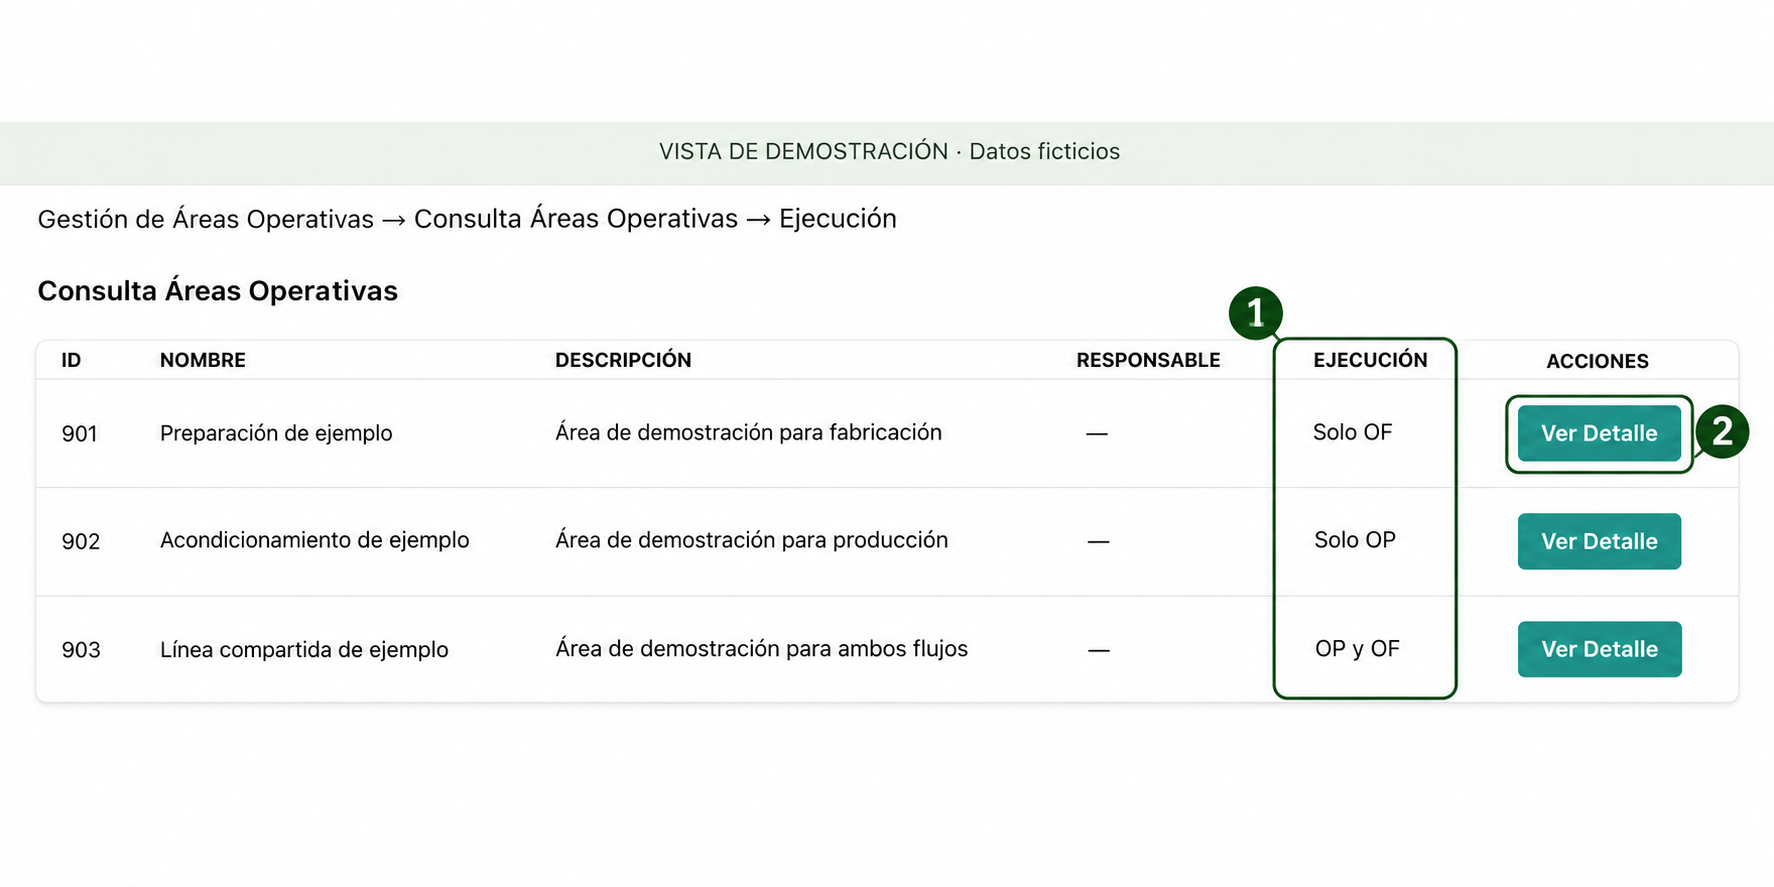 VISTA DE DEMOSTRACIÓN · Datos ficticios
Gestión de Áreas Operativas → Consulta Áreas Operativas → Ejecución
Consulta Áreas Operativas
1
ID NOMBRE DESCRIPCIÓN RESPONSABLE EJECUCIÓN ACCIONES
901 Preparación de ejemplo Área de demostración para fabricación — Solo OF Ver Detalle 2
902 Acondicionamiento de ejemplo Área de demostración para producción — Solo OP Ver Detalle
903 Línea compartida de ejemplo Área de demostración para ambos flujos — OP y OF Ver Detalle